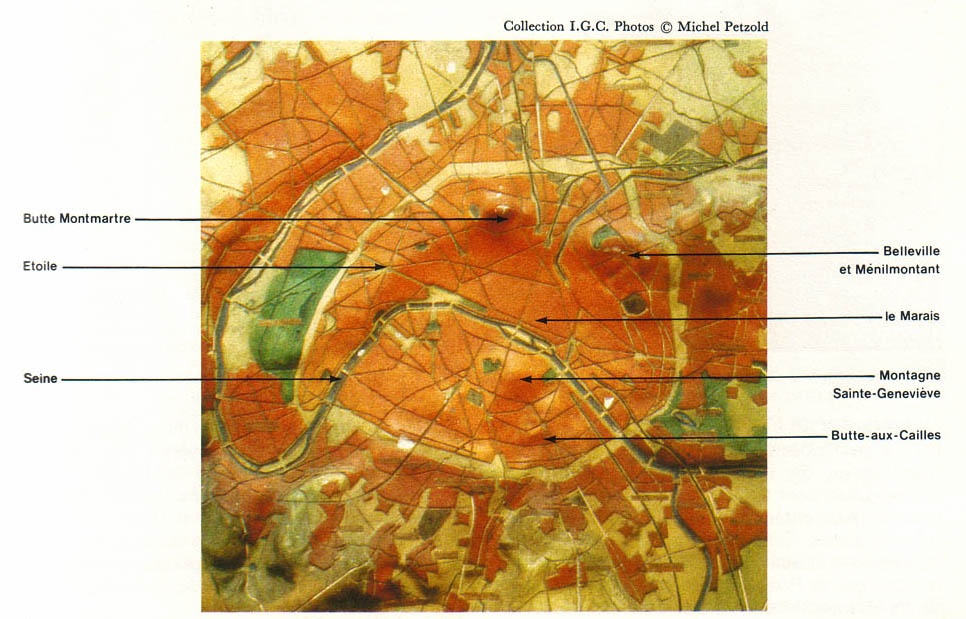 Collection I.G.C. Photos © Michel Petzold
Butte Montmartre
Etoile
Seine
Belleville
et Ménilmontant
le Marais
Montagne
Sainte-Geneviève
Butte-aux-Cailles